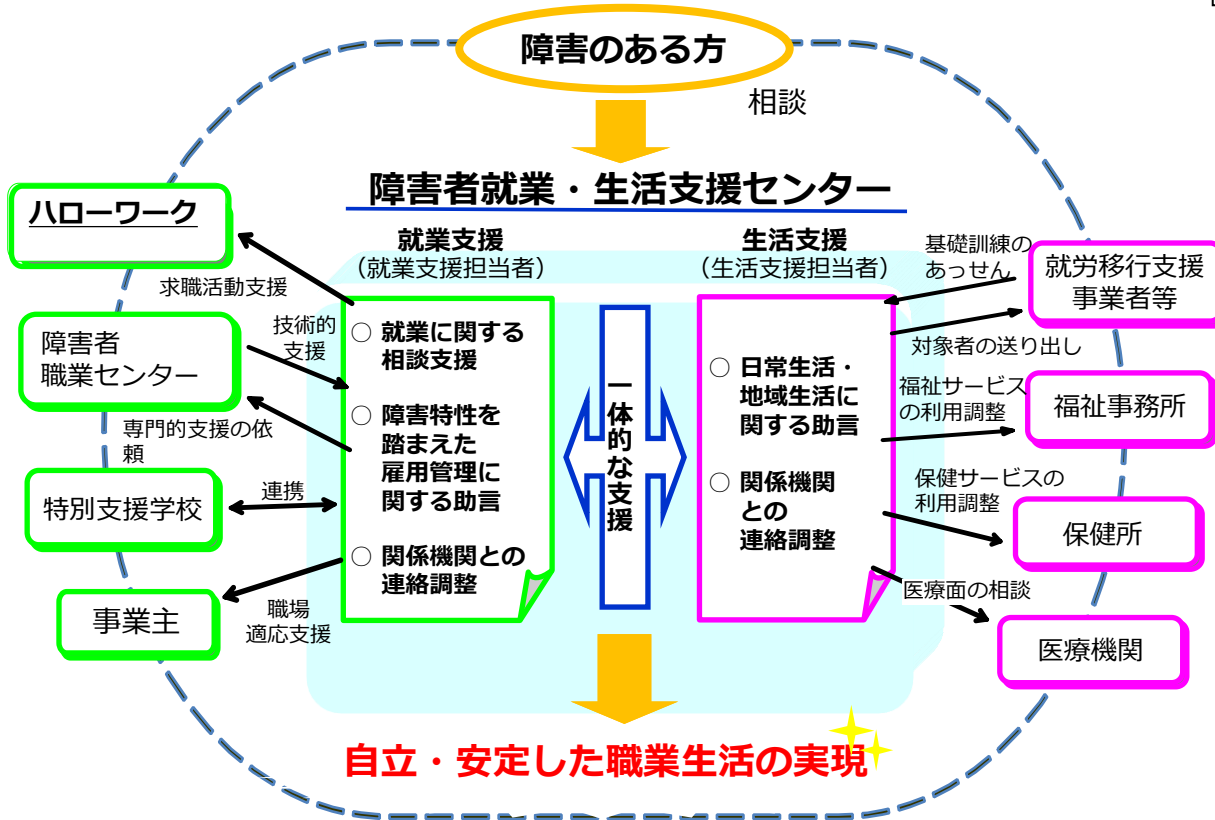 障害のある方
相談
障害者就業・生活支援センター
就業支援
（就業支援担当者）
生活支援
（生活支援担当者）
ハローワーク
求職活動支援
障害者
職業センター
技術的
支援
専門的支援の依
頼
特別支援学校
連携
事業主
職場
適応支援
○ 就業に関する
相談支援
○ 障害特性を
踏まえた
雇用管理に
関する助言
○ 関係機関との
連絡調整
一体的な支援
○ 日常生活・
地域生活に
関する助言
○ 関係機関
との
連絡調整
基礎訓練の
あっせん
就労移行支援
事業者等
対象者の送り出し
福祉サービス
の利用調整
福祉事務所
保健サービスの
利用調整
保健所
医療面の相談
医療機関
自立・安定した職業生活の実現